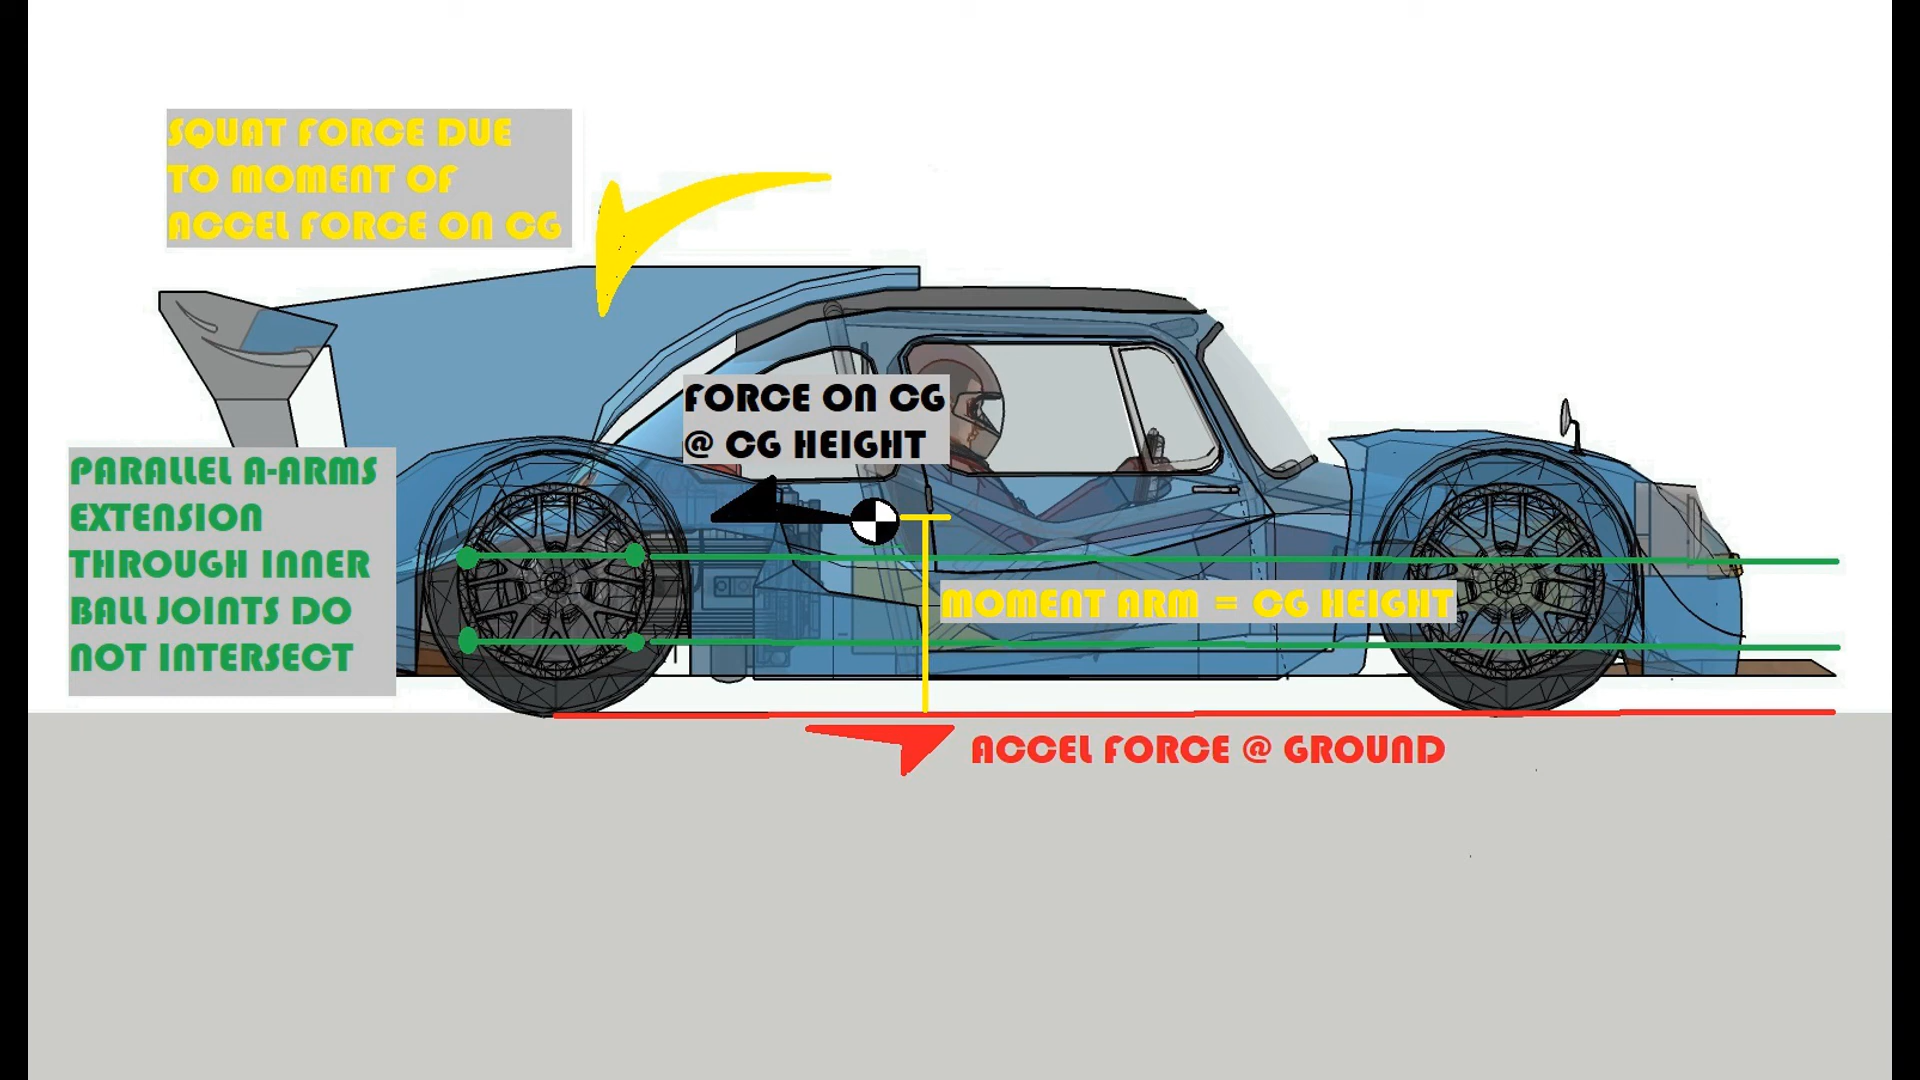 SQUAT FORCE DUE
TO MOMENT OF
ACCEL FORCE ON CG
FORCE ON CG
@ CG HEIGHT
PARALLEL A-ARMS
EXTENSION
THROUGH INNER
BALL JOINTS DO
NOT INTERSECT
MOMENT ARM = CG HEIGHT
ACCEL FORCE @ GROUND